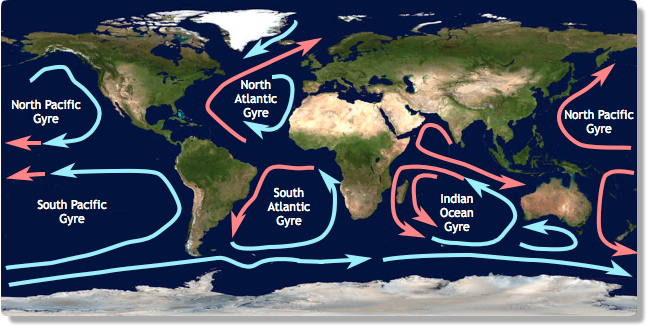 North Pacific
Gyre
North
Atlantic
Gyre
North Pacific
Gyre
South Pacific
Gyre
South
Atlantic
Gyre
Indian
Ocean
Gyre